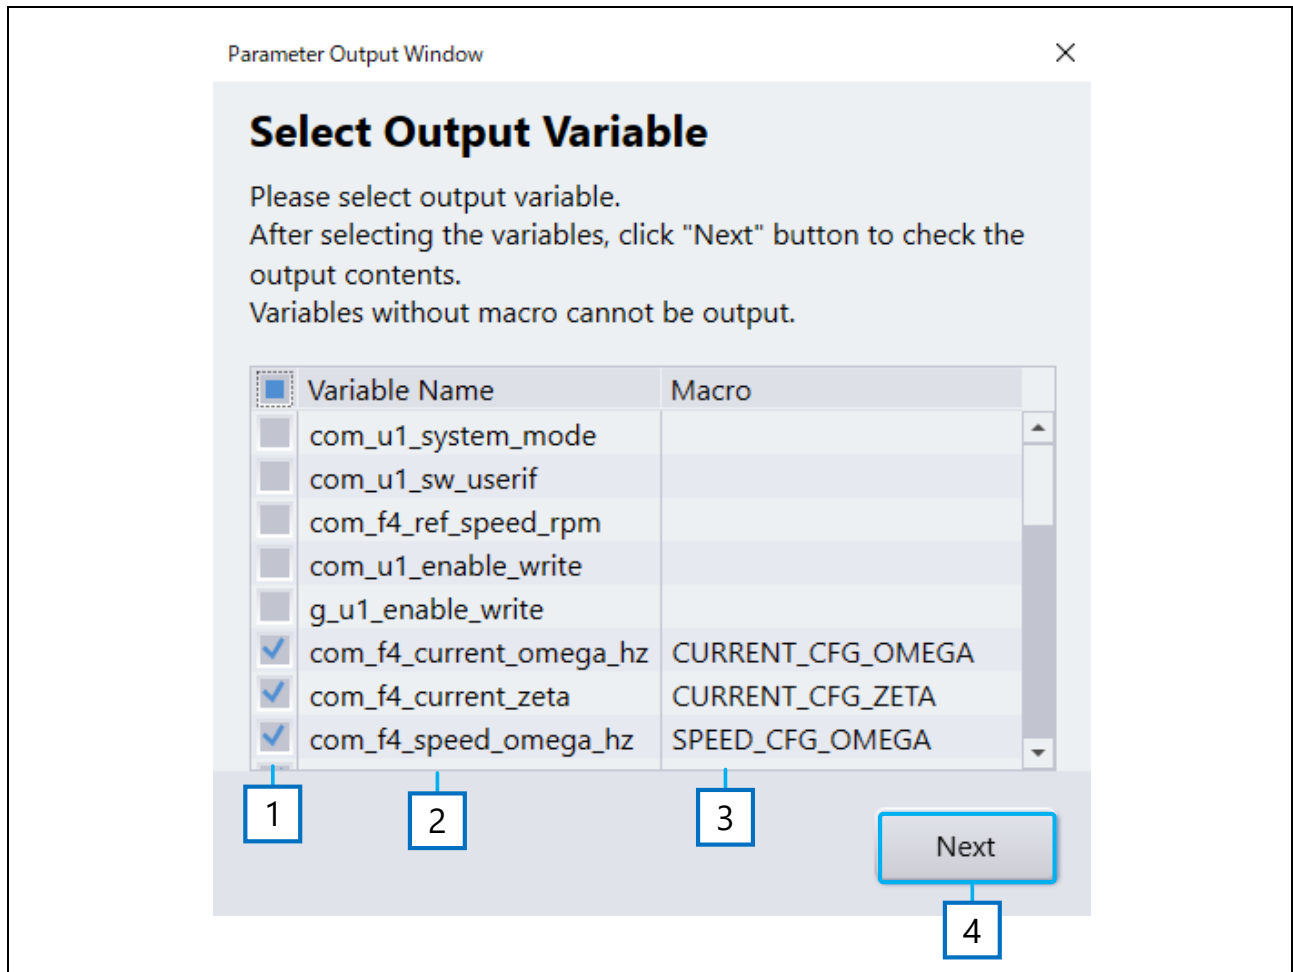 Parameter Output Window
Select Output Variable
Please select output variable.
After selecting the variables, click "Next" button to check the
output contents.
Variables without macro cannot be output.
Variable Name Macro
com_u1_system_mode
com_u1_sw_userif
com_f4_ref_speed_rpm
com_u1_enable_write
g_u1_enable_write
com_f4_current_omega_hz CURRENT_CFG_OMEGA
com_f4_current_zeta CURRENT_CFG_ZETA
com_f4_speed_omega_hz SPEED_CFG_OMEGA
1 2 3
Next
4